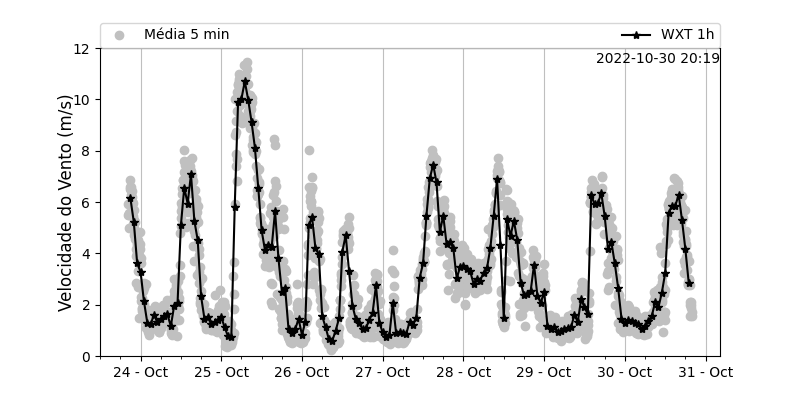 Média 5 min WXT 1h
2022-10-30 20:19
Velocidade do Vento (m/s)
12
10
8
6
4
2
0
24 - Oct 25 - Oct 26 - Oct 27 - Oct 28 - Oct 29 - Oct 30 - Oct 31 - Oct